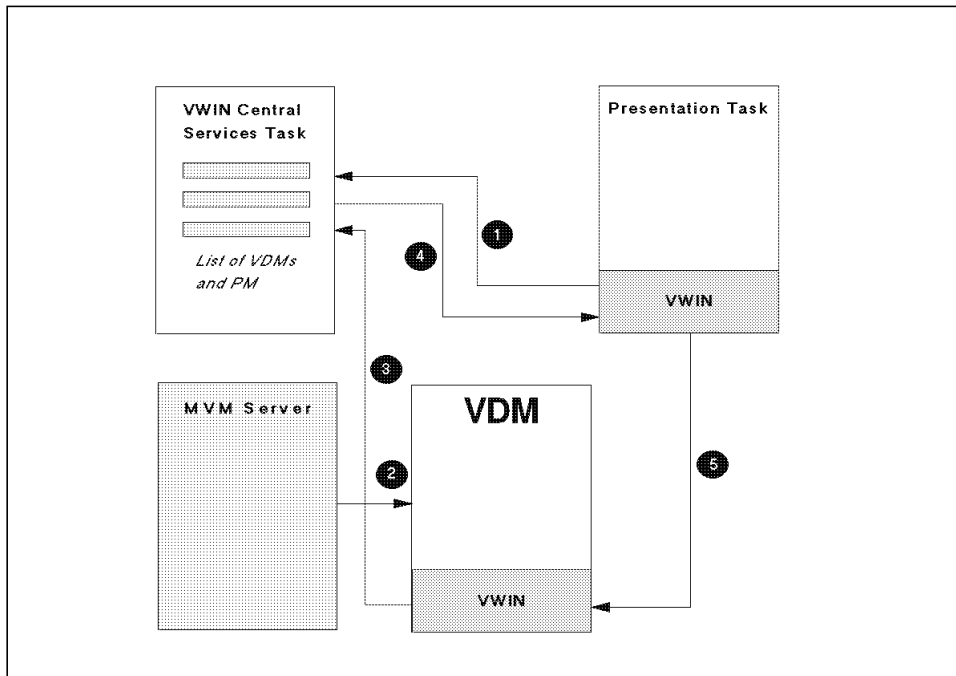 VWIN Central
Services Task
List of VDMs
and PM
Presentation Task
1
4
VWIN
3
MVM Server
VDM
2
5
VWIN